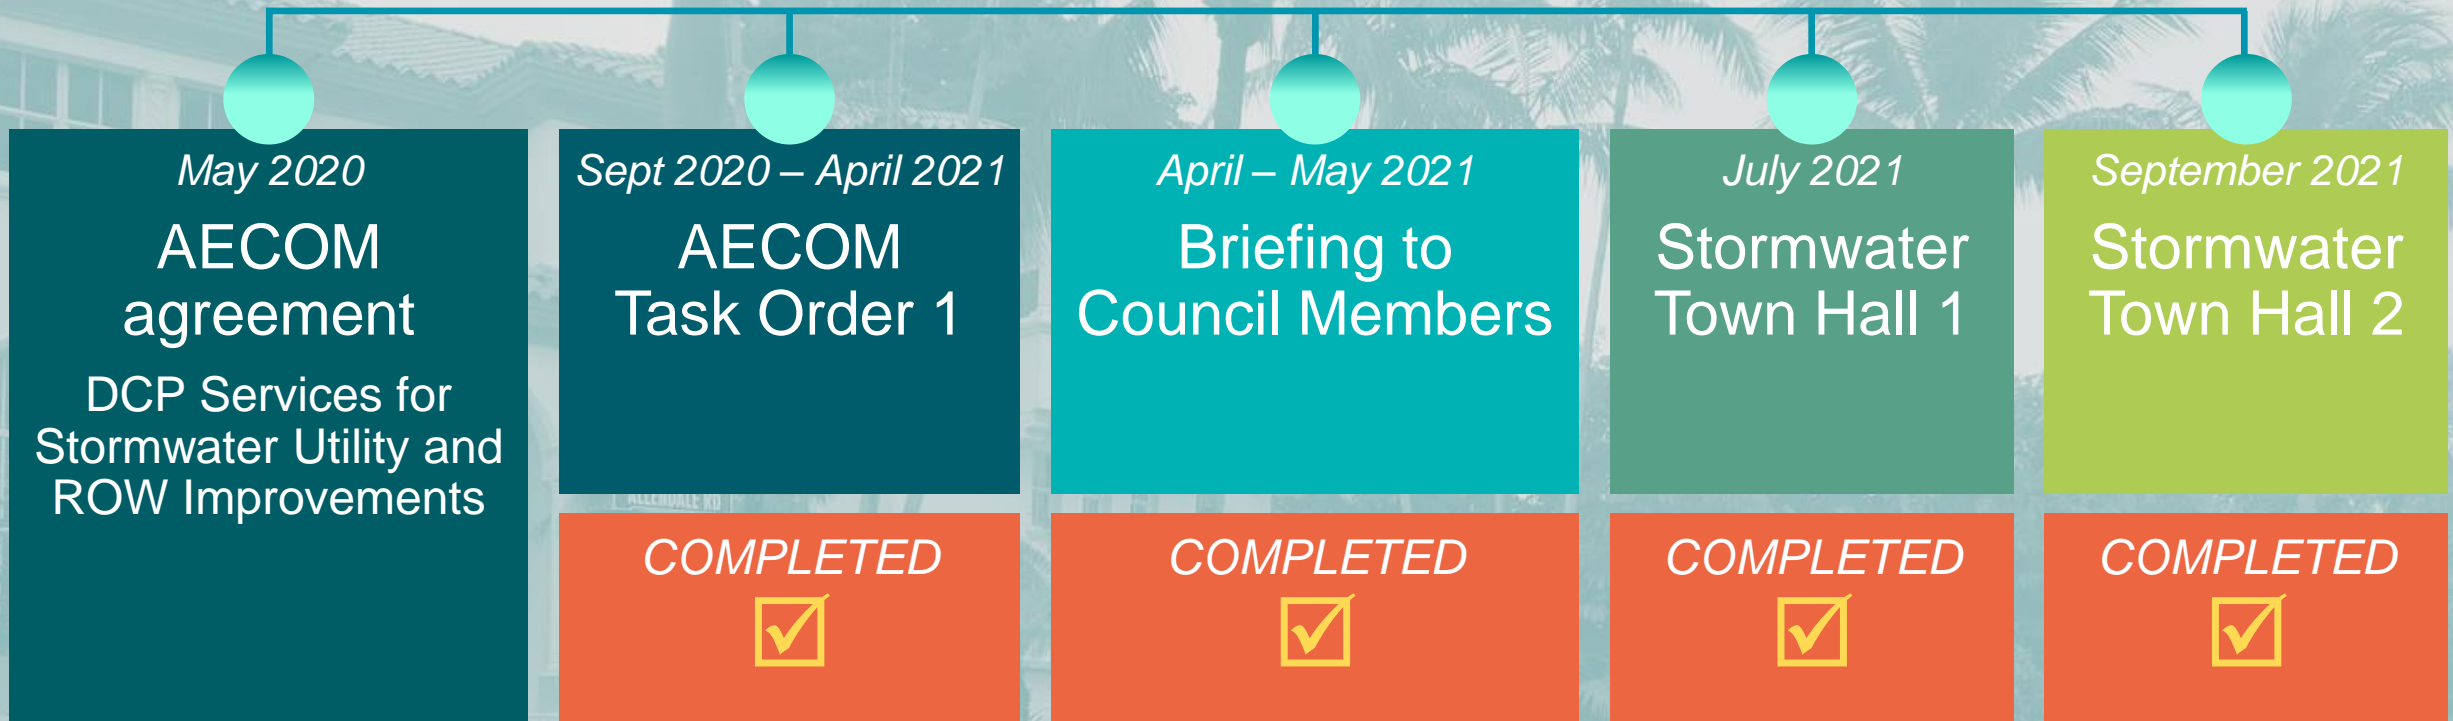 May 2020
AECOM
agreement
DCP Services for
Stormwater Utility and
ROW Improvements
Sept 2020 – April 2021
AECOM
Task Order 1
COMPLETED
April – May 2021
Briefing to
Council Members
COMPLETED
July 2021
Stormwater
Town Hall 1
COMPLETED
September 2021
Stormwater
Town Hall 2
COMPLETED
ALLENDALE RD